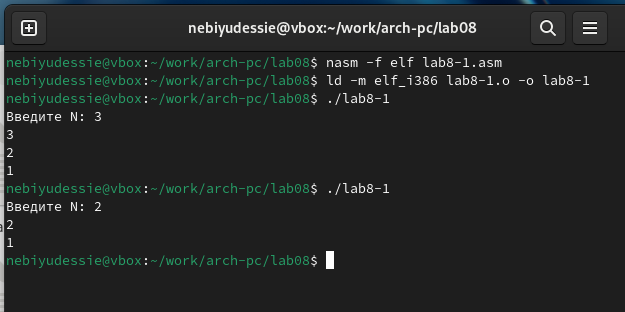 nebiyudessie@vbox:~/work/arch-pc/lab08
nebiyudessie@vbox:~/work/arch-pc/lab08$ nasm -f elf lab8-1.asm
nebiyudessie@vbox:~/work/arch-pc/lab08$ ld -m elf_i386 lab8-1.o -o lab8-1
nebiyudessie@vbox:~/work/arch-pc/lab08$ ./lab8-1
Введите N: 3
3
2
1
nebiyudessie@vbox:~/work/arch-pc/lab08$ ./lab8-1
Введите N: 2
2
1
nebiyudessie@vbox:~/work/arch-pc/lab08$